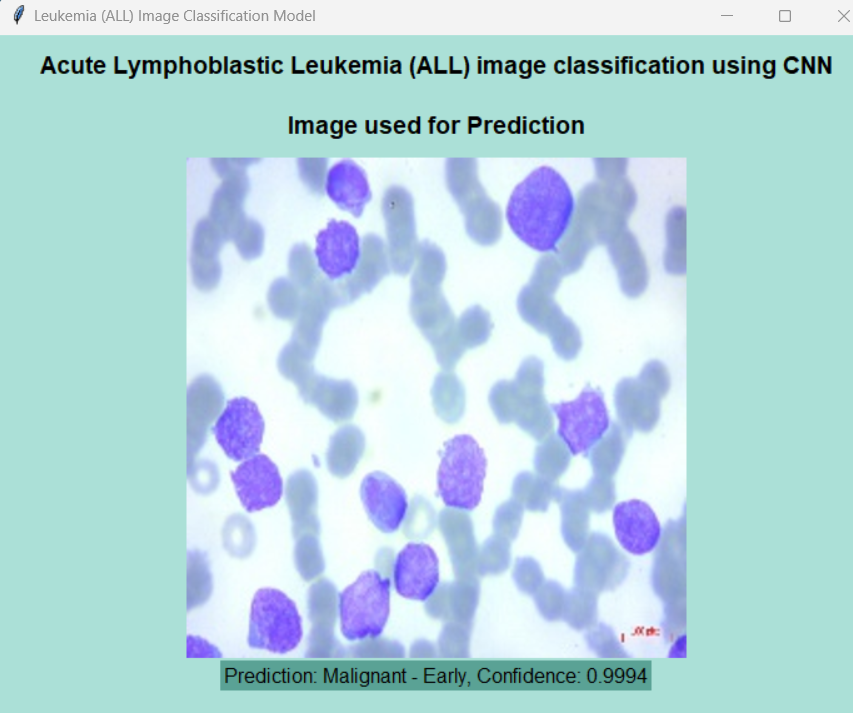 Leukemia (ALL) Image Classification Model
Acute Lymphoblastic Leukemia (ALL) image classification using CNN
Image used for Prediction
Prediction: Malignant - Early, Confidence: 0.9994